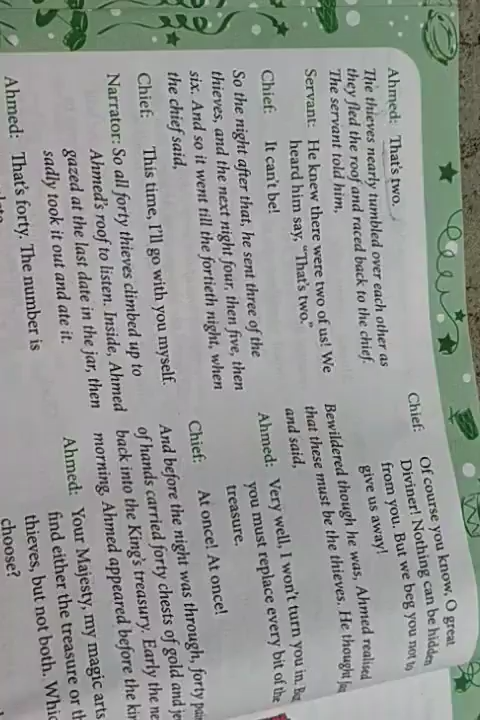 Ahmed: That's two.
The thieves nearly tumbled over each other as
they fled the roof and raced back to the chief.
The servant told him,
Servant: He knew there were two of us! We
heard him say, "That's two."
Chief: It can't be!
So the night after that, he sent three of the
thieves, and the next night four, then five, then
six. And so it went till the fortieth night, when
the chief said,
Chief: This time, I'll go with you myself.
Narrator: So all forty thieves climbed up to
Ahmed's roof to listen. Inside, Ahmed
gazed at the last date in the jar, then
sadly took it out and ate it.
Ahmed: That's forty. The number is
Chief: Of course you know, O great
Diviner! Nothing can be hidden
from you. But we beg you not to
give us away!
Bewildered though he was, Ahmed realised
that these must be the thieves. He thought
and said,
Ahmed: Very well, I won't turn you in. But
you must replace every bit of the
treasure.
Chief: At once! At once!
And before the night was through, forty
of hands carried forty chests of gold and
back into the King's treasury. Early the
morning, Ahmed appeared before the
Ahmed: Your Majesty, my magic arts
find either the treasure or
thieves, but not both.
choose?